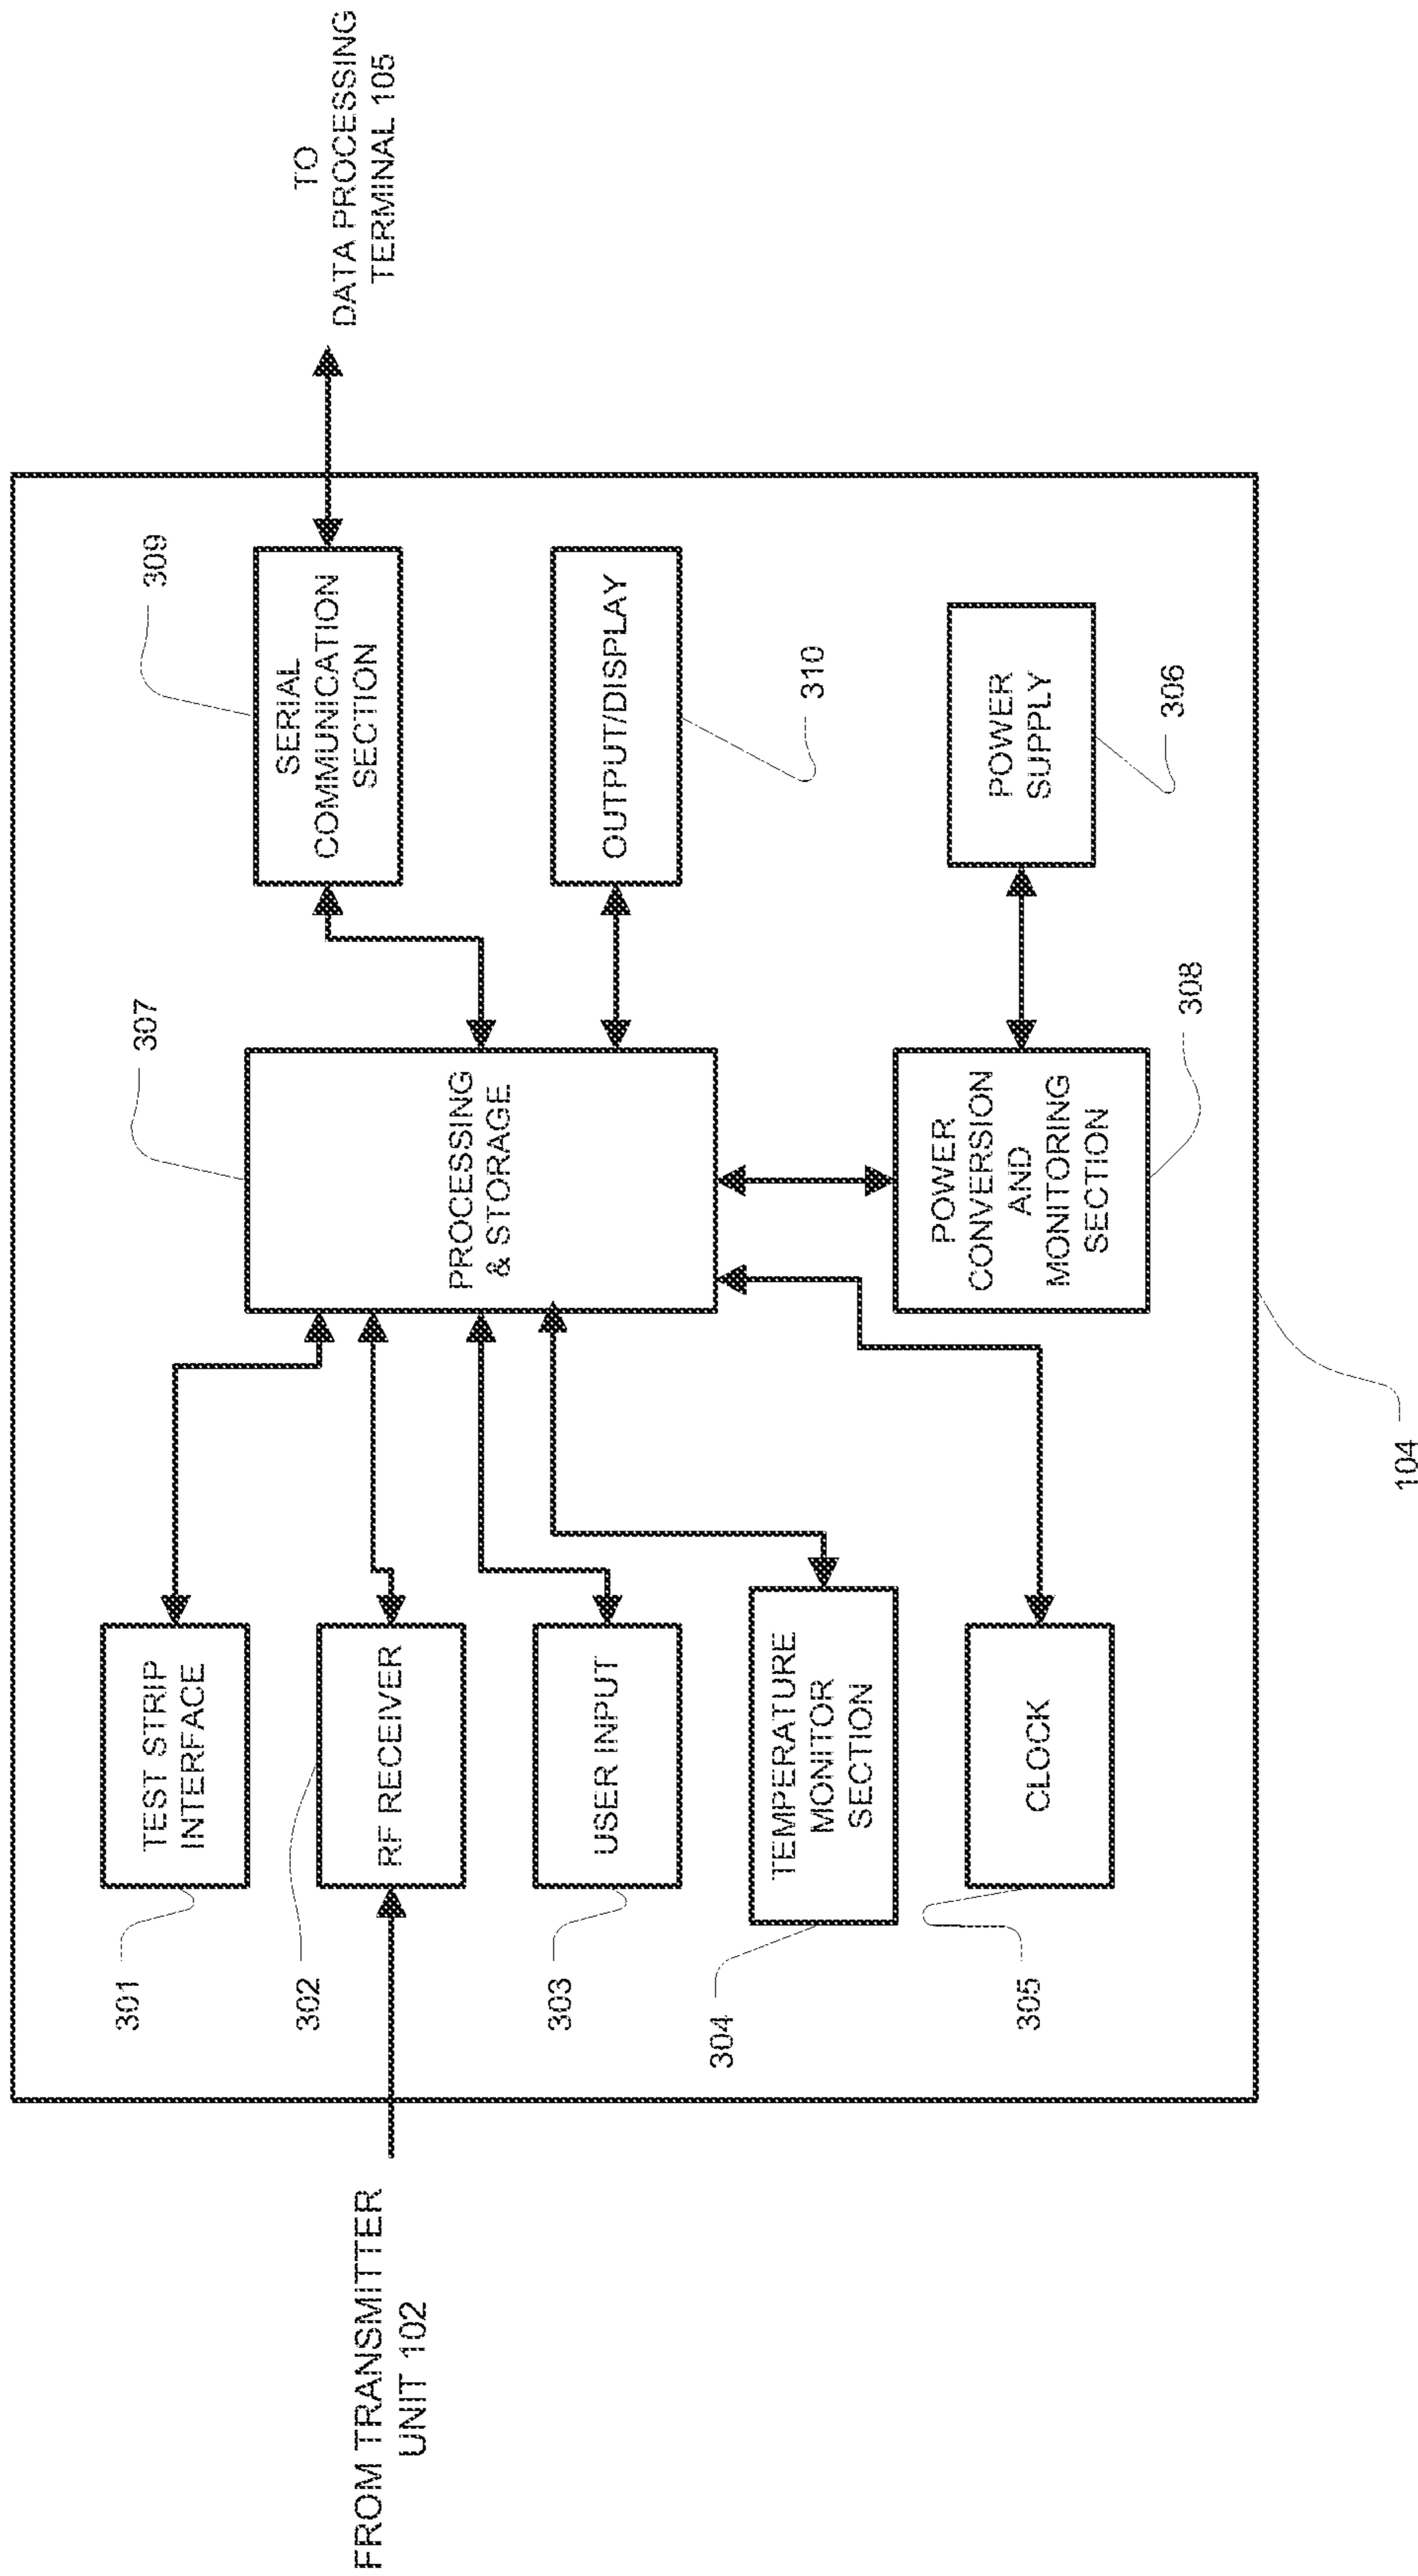 FROM TRANSMITTER
UNIT 102
301
TEST STRIP
INTERFACE
302
RF RECEIVER
303
USER INPUT
304
TEMPERATURE
MONITOR
SECTION
305
CLOCK
307
PROCESSING
& STORAGE
POWER
CONVERSION
AND
MONITORING
SECTION
308
309
SERIAL
COMMUNICATION
SECTION
OUTPUT/DISPLAY
310
POWER
SUPPLY
306
TO
DATA PROCESSING
TERMINAL 105
104